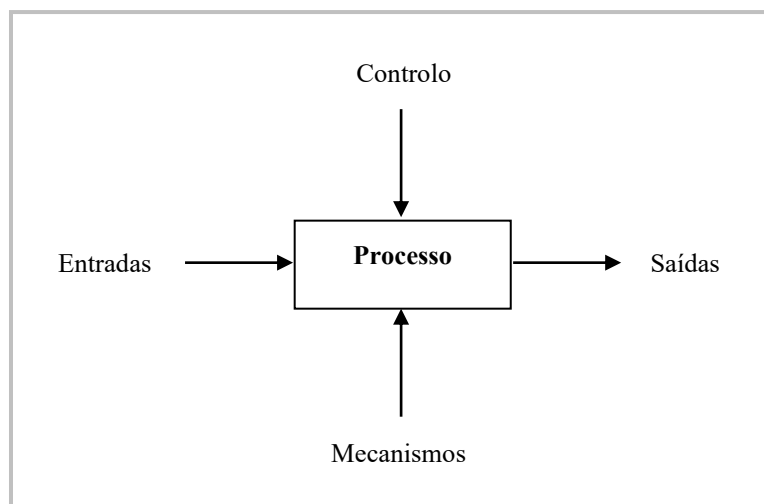 Controlo
Processo
Entradas
Saídas
Mecanismos